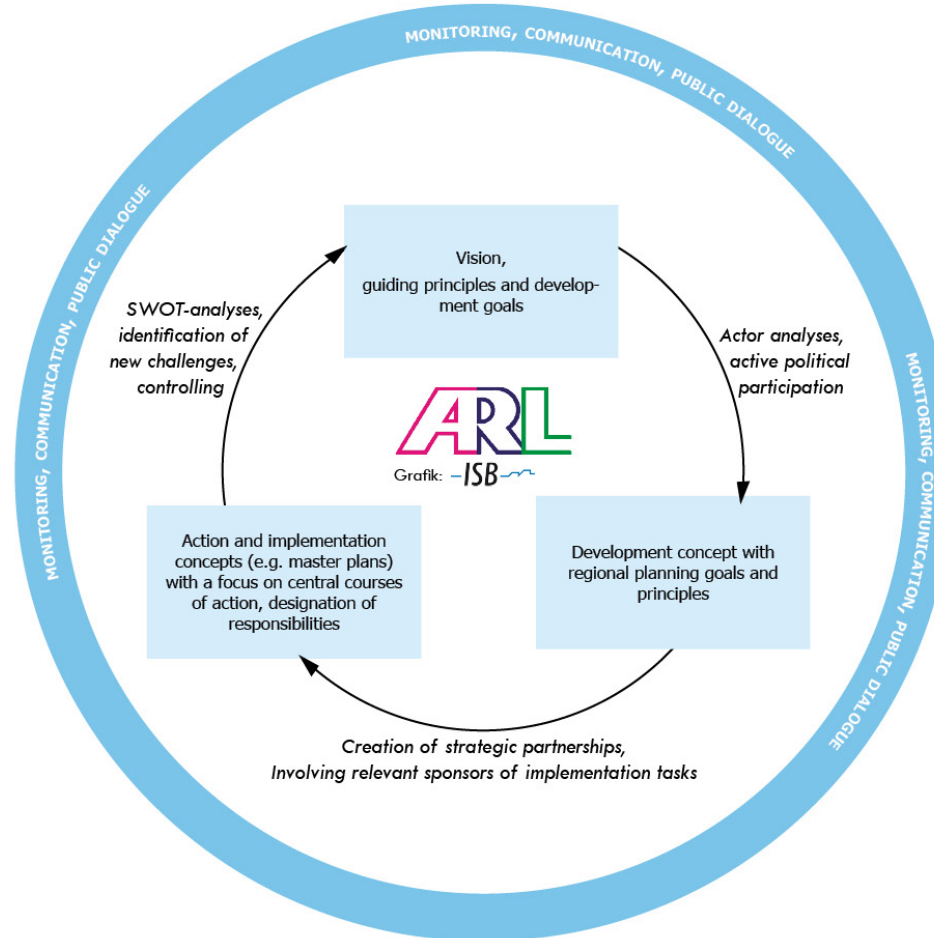 MONITORING, COMMUNICATION, PUBLIC DIALOGUE
MONITORING, COMMUNICATION, PUBLIC DIALOGUE
MONITORING, COMMUNICATION, PUBLIC DIALOGUE
Vision,
guiding principles and develop-
ment goals
SWOT-analyses,
identification of
new challenges,
controlling
Actor analyses,
active political
participation
ARL
Grafik: ISB
Action and implementation
concepts (e.g. master plans)
with a focus on central courses
of action, designation of
responsibilities
Development concept with
regional planning goals and
principles
Creation of strategic partnerships,
Involving relevant sponsors of implementation tasks